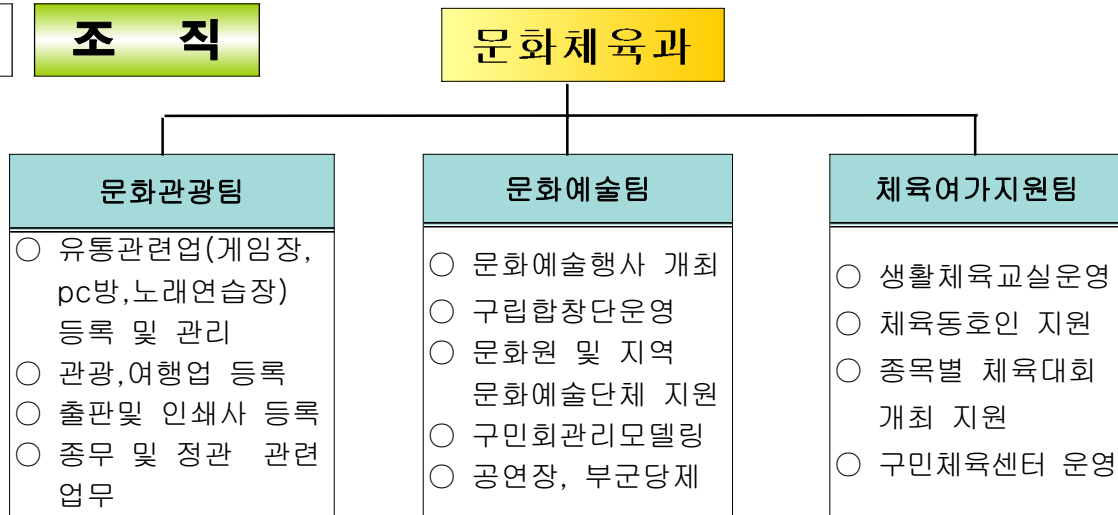 조 직
문화체육과
문화관광팀
○ 유통관련업(게임장,
pc방,노래연습장)
등록 및 관리
○ 관광,여행업 등록
○ 출판및 인쇄사 등록
○ 종무 및 정관 관련
업무
문화예술팀
○ 문화예술행사 개최
○ 구립합창단운영
○ 문화원 및 지역
문화예술단체 지원
○ 구민회관리모델링
○ 공연장, 부군당제
체육여가지원팀
○ 생활체육교실운영
○ 체육동호인 지원
○ 종목별 체육대회
개최 지원
○ 구민체육센터 운영